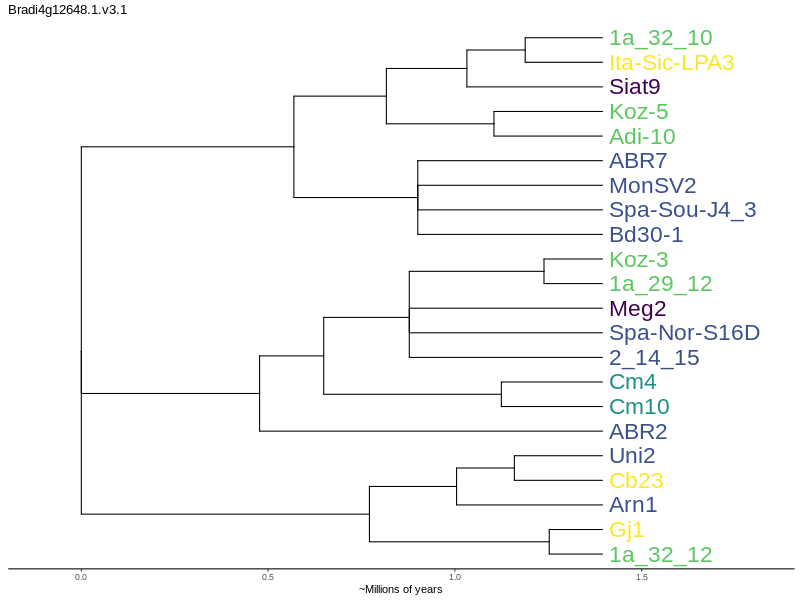 Bradi4g12648.1.v3.1
1a_32_10
Ita-Sic-LPA3
Siat9
Koz-5
Adi-10
ABR7
MonSV2
Spa-Sou-J4_3
Bd30-1
Koz-3
1a_29_12
Meg2
Spa-Nor-S16D
2_14_15
Cm4
Cm10
ABR2
Uni2
Cb23
Arn1
Gj1
1a_32_12
0.0 0.5 1.0 1.5
~Millions of years